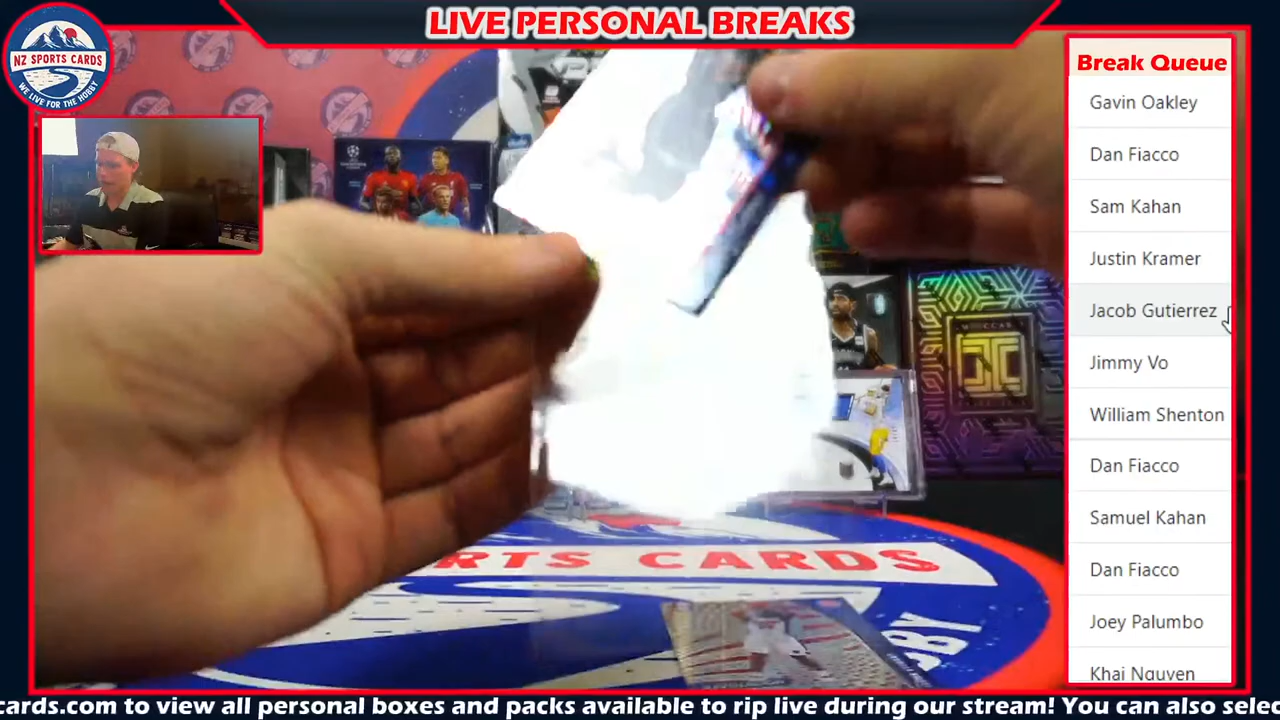 LIVE PERSONAL BREAKS
NZ SPORTS CARDS
WE LIVE FOR THE HOBBY
Break Queue
Gavin Oakley
Dan Fiacco
Sam Kahan
Justin Kramer
Jacob Gutierrez
Jimmy Vo
William Shenton
Dan Fiacco
Samuel Kahan
Dan Fiacco
Joey Palumbo
Khai Nguyen
RTS CARDS
BBY
cards.com to view all personal boxes and packs available to rip live during our stream! You can also selec